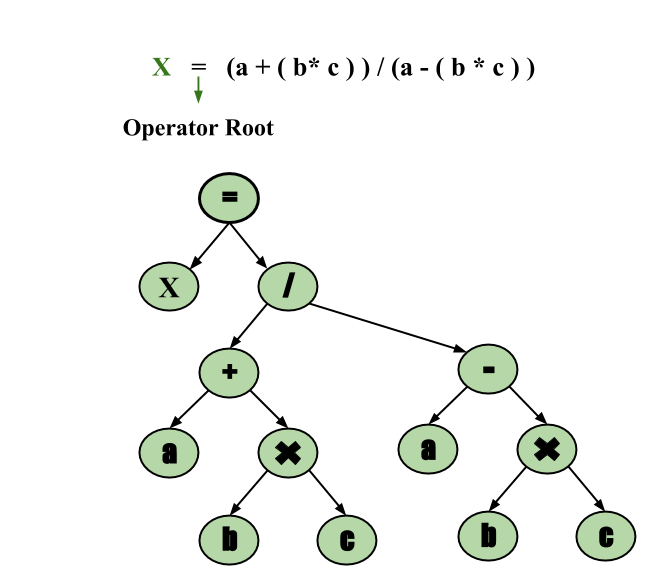 X = (a + ( b* c ) ) / (a - ( b * c ) )
Operator Root
=
X /
+ -
a × a ×
b c b c